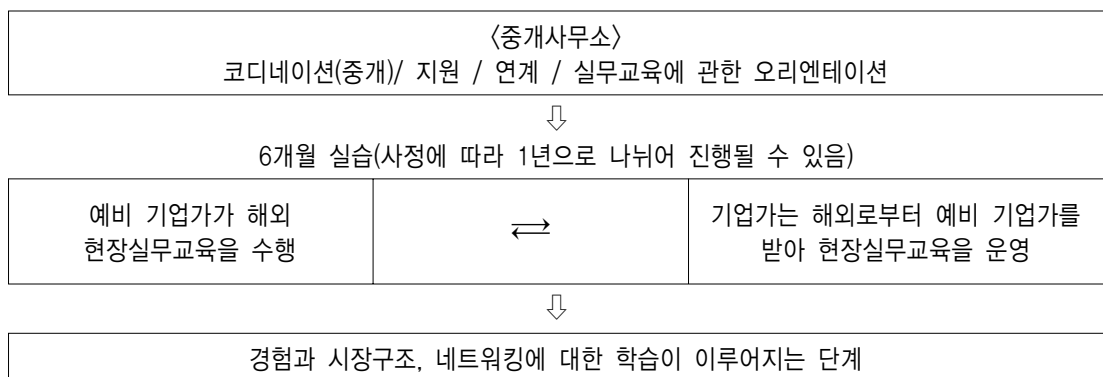 〈중개사무소〉
코디네이션(중개)/ 지원 / 연계 / 실무교육에 관한 오리엔테이션
⇩
6개월 실습(사정에 따라 1년으로 나뉘어 진행될 수 있음)
예비 기업가가 해외
현장실무교육을 수행
⇄
기업가는 해외로부터 예비 기업가를
받아 현장실무교육을 운영
⇩
경험과 시장구조, 네트워킹에 대한 학습이 이루어지는 단계